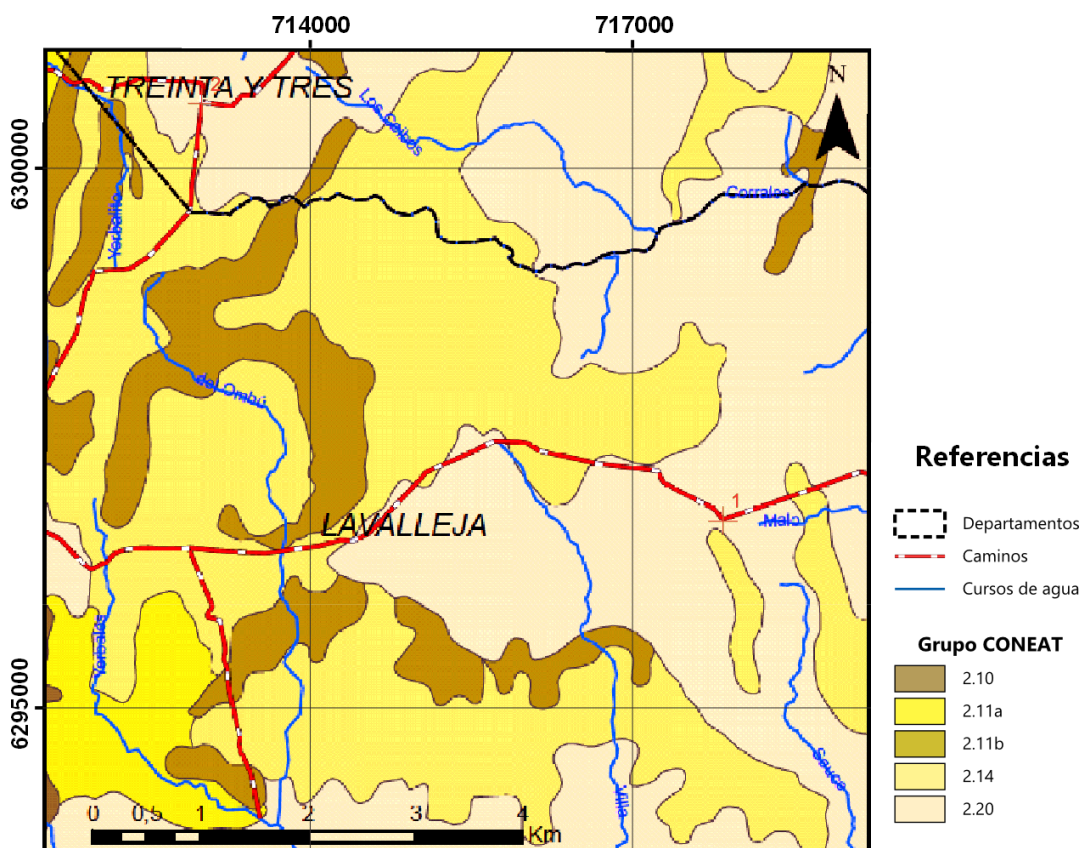 714000 717000
TREINTA Y TRES
2
N
Los Ceibos
6300000
Yerbalito
Corrales
del Ombú
LAVALLEJA
1
Malo
Yerbales
6295000
Sauce
Villa
0 0,5 1 2 3 4
Km
Referencias
Departamentos
Caminos
Cursos de agua
Grupo CONEAT
2.10
2.11a
2.11b
2.14
2.20